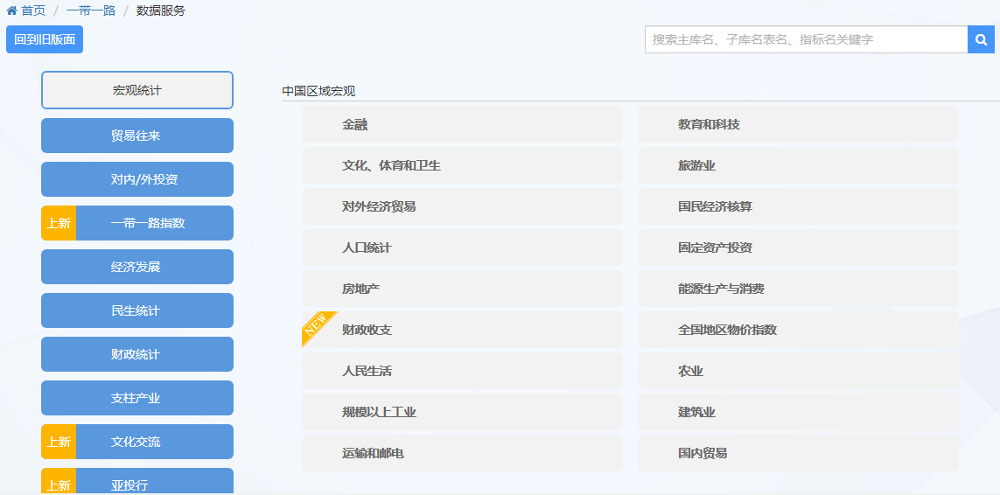 首页 / 一带一路 / 数据服务
回到旧版面
搜索主库名、子库名表名、指标名关键字
宏观统计
贸易往来
对内/外投资
上新 一带一路指数
经济发展
民生统计
财政统计
支柱产业
上新 文化交流
上新 亚投行
中国区域宏观
金融 教育和科技
文化、体育和卫生 旅游业
对外经济贸易 国民经济核算
人口统计 固定资产投资
房地产 能源生产与消费
NEW 财政收支 全国地区物价指数
人民生活 农业
规模以上工业 建筑业
运输和邮电 国内贸易